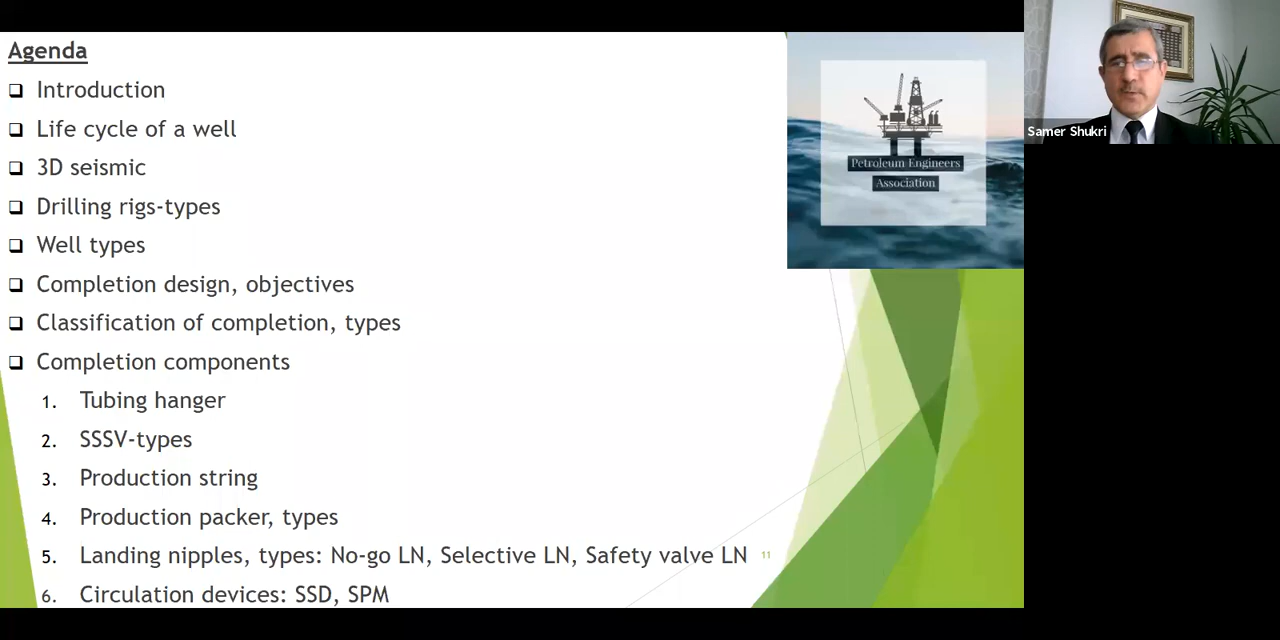 Agenda
Introduction
Life cycle of a well
3D seismic
Drilling rigs-types
Well types
Completion design, objectives
Classification of completion, types
Completion components
1. Tubing hanger
2. SSSV-types
3. Production string
4. Production packer, types
5. Landing nipples, types: No-go LN, Selective LN, Safety valve LN
6. Circulation devices: SSD, SPM
11
Petroleum Engineers
Association
Samer Shukri